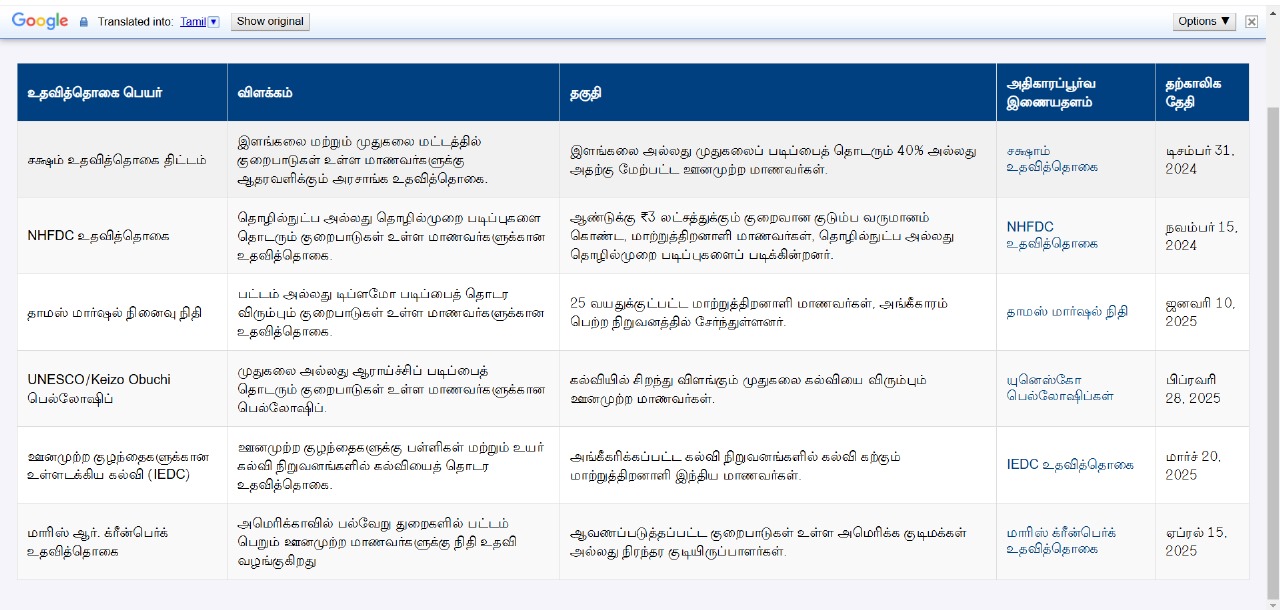 Google Translated into: Tamil Show original Options ▼
உதவித்தொகை பெயர்
விளக்கம்
தகுதி
அதிகாரப்பூர்வ
இணையதளம்
தற்காலிக
தேதி
சக்ஷம் உதவித்தொகை திட்டம்
இளங்கலை மற்றும் முதுகலை மட்டத்தில்
குறைபாடுகள் உள்ள மாணவர்களுக்கு
ஆதரவளிக்கும் அரசாங்க உதவித்தொகை.
இளங்கலை அல்லது முதுகலைப் படிப்பைத் தொடரும் 40% அல்லது
அதற்கு மேற்பட்ட ஊனமுற்ற மாணவர்கள்.
சக்ஷாம்
உதவித்தொகை
டிசம்பர் 31,
2024
NHFDC உதவித்தொகை
தொழில்நுட்ப அல்லது தொழில்முறை படிப்புகளை
தொடரும் குறைபாடுகள் உள்ள மாணவர்களுக்கான
உதவித்தொகை.
ஆண்டுக்கு ₹3 லட்சத்துக்கும் குறைவான குடும்ப வருமானம்
கொண்ட, மாற்றுத்திறனாளி மாணவர்கள், தொழில்நுட்ப அல்லது
தொழில்முறை படிப்புகளைப் படிக்கின்றனர்.
NHFDC
உதவித்தொகை
நவம்பர் 15,
2024
தாமஸ் மார்ஷல் நினைவு நிதி
பட்டம் அல்லது டிப்ளமோ படிப்பைத் தொடர
விரும்பும் குறைபாடுகள் உள்ள மாணவர்களுக்கான
உதவித்தொகை.
25 வயதுக்குட்பட்ட மாற்றுத்திறனாளி மாணவர்கள், அங்கீகாரம்
பெற்ற நிறுவனத்தில் சேர்ந்துள்ளனர்.
தாமஸ் மார்ஷல் நிதி
ஜனவரி 10,
2025
UNESCO/Keizo Obuchi
பெல்லோஷிப்
முதுகலை அல்லது ஆராய்ச்சிப் படிப்பைத்
தொடரும் குறைபாடுகள் உள்ள மாணவர்களுக்கான
பெல்லோஷிப்.
கல்வியில் சிறந்து விளங்கும் முதுகலை கல்வியை விரும்பும்
ஊனமுற்ற மாணவர்கள்.
யுனெஸ்கோ
பெல்லோஷிப்கள்
பிப்ரவரி
28, 2025
ஊனமுற்ற குழந்தைகளுக்கான
உள்ளடக்கிய கல்வி (IEDC)
ஊனமுற்ற குழந்தைகளுக்கு பள்ளிகள் மற்றும் உயர்
கல்வி நிறுவனங்களில் கல்வியைத் தொடர
உதவித்தொகை.
அங்கீகரிக்கப்பட்ட கல்வி நிறுவனங்களில் கல்வி கற்கும்
மாற்றுத்திறனாளி இந்திய மாணவர்கள்.
IEDC உதவித்தொகை
மார்ச் 20,
2025
மாரிஸ் ஆர். க்ரீன்பெர்க்
உதவித்தொகை
அமெரிக்காவில் பல்வேறு துறைகளில் பட்டம்
பெறும் ஊனமுற்ற மாணவர்களுக்கு நிதி உதவி
வழங்குகிறது
ஆவணப்படுத்தப்பட்ட குறைபாடுகள் உள்ள அமெரிக்க குடிமக்கள்
அல்லது நிரந்தர குடியிருப்பாளர்கள்.
மாரிஸ் க்ரீன்பெர்க்
உதவித்தொகை
ஏப்ரல் 15,
2025